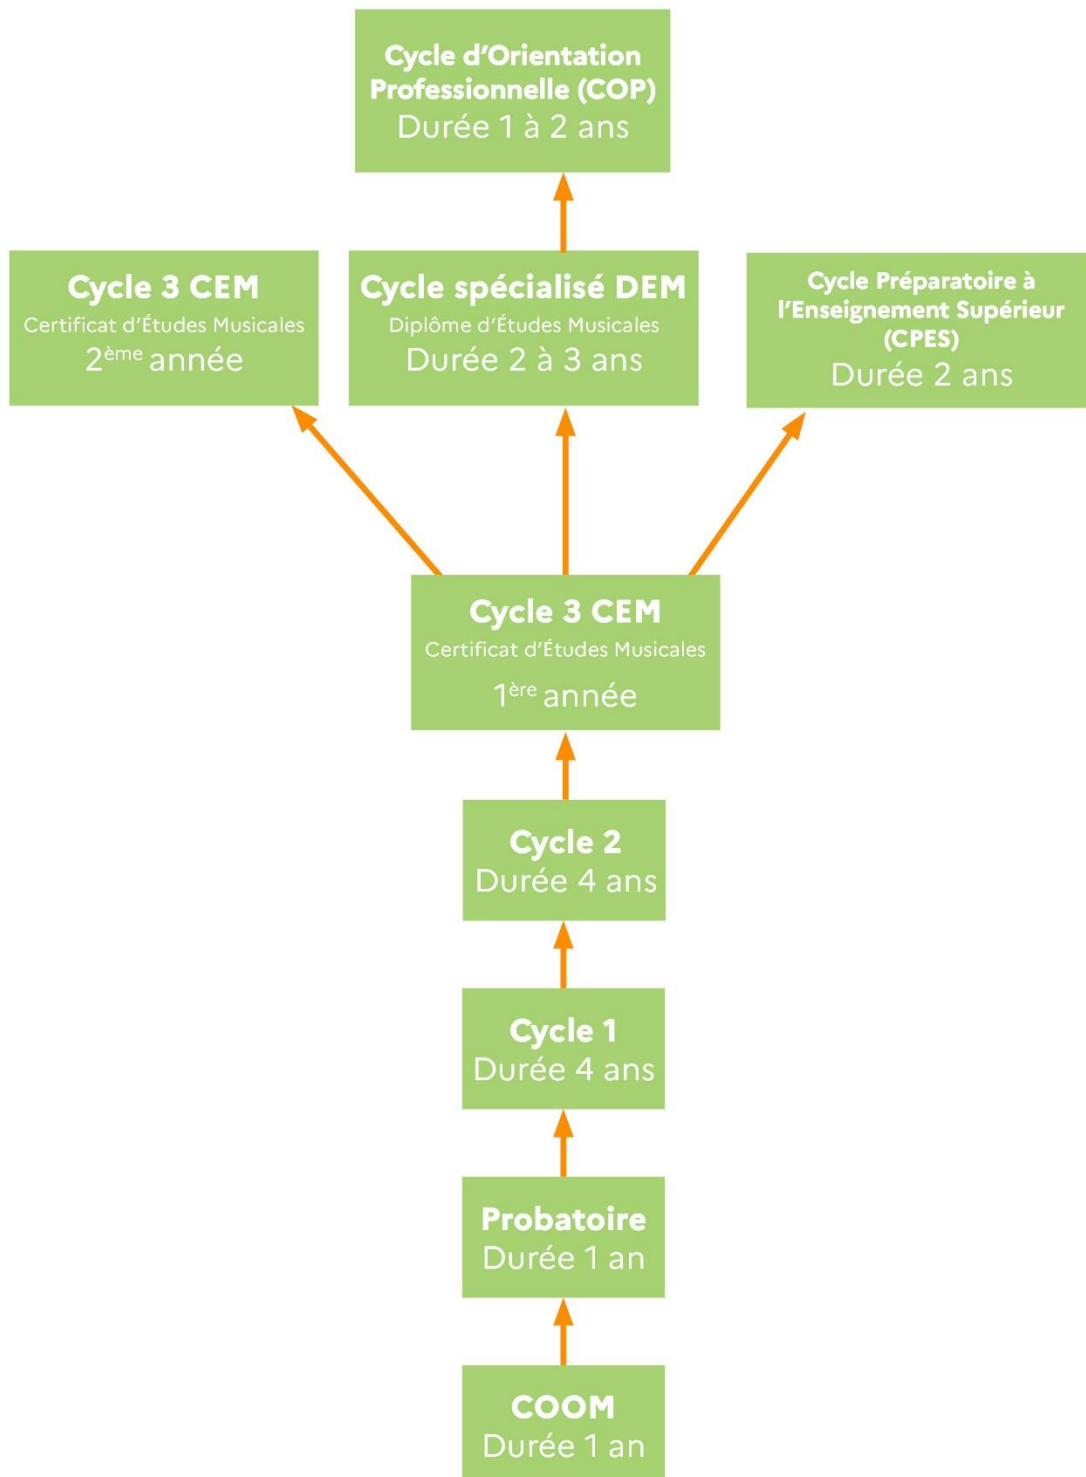 Cycle d’Orientation
Professionnelle (COP)
Durée 1 à 2 ans
Cycle 3 CEM
Certificat d’Études Musicales
2ème année
Cycle spécialisé DEM
Diplôme d’Études Musicales
Durée 2 à 3 ans
Cycle Préparatoire à
l’Enseignement Supérieur
(CPES)
Durée 2 ans
Cycle 3 CEM
Certificat d’Études Musicales
1ère année
Cycle 2
Durée 4 ans
Cycle 1
Durée 4 ans
Probatoire
Durée 1 an
COOM
Durée 1 an